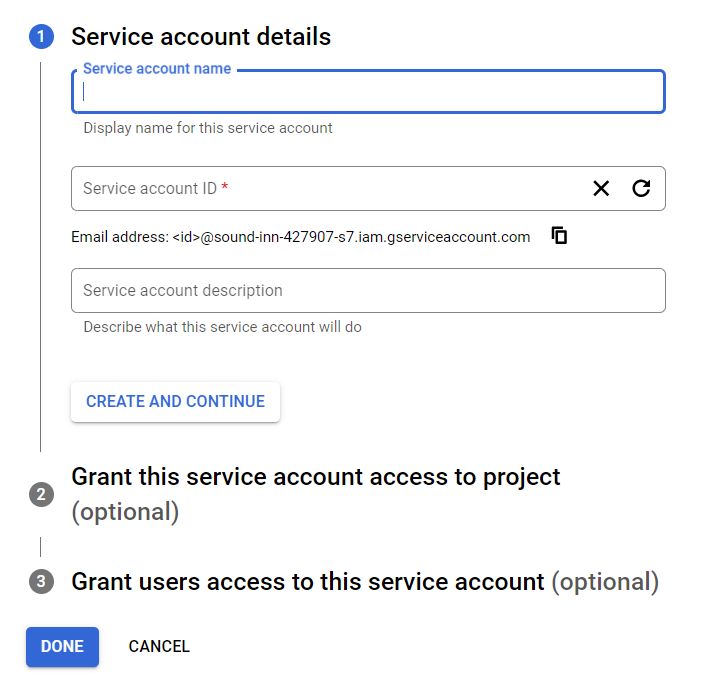 1 Service account details
Service account name
Display name for this service account
Service account ID *
Email address: <id>@sound-inn-427907-s7.iam.gserviceaccount.com
Service account description
Describe what this service account will do
CREATE AND CONTINUE
2 Grant this service account access to project
(optional)
3 Grant users access to this service account (optional)
DONE CANCEL